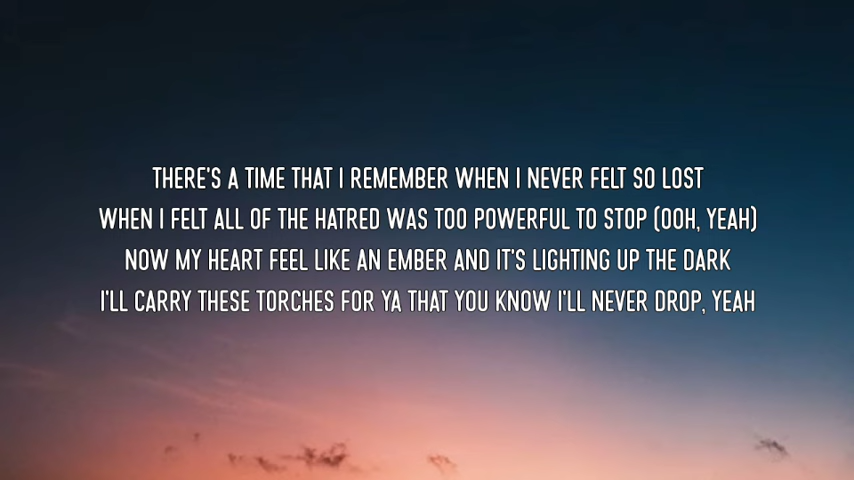 THERE'S A TIME THAT I REMEMBER WHEN I NEVER FELT SO LOST
WHEN I FELT ALL OF THE HATRED WAS TOO POWERFUL TO STOP (OOH, YEAH)
NOW MY HEART FEEL LIKE AN EMBER AND IT'S LIGHTING UP THE DARK
I'LL CARRY THESE TORCHES FOR YA THAT YOU KNOW I'LL NEVER DROP, YEAH